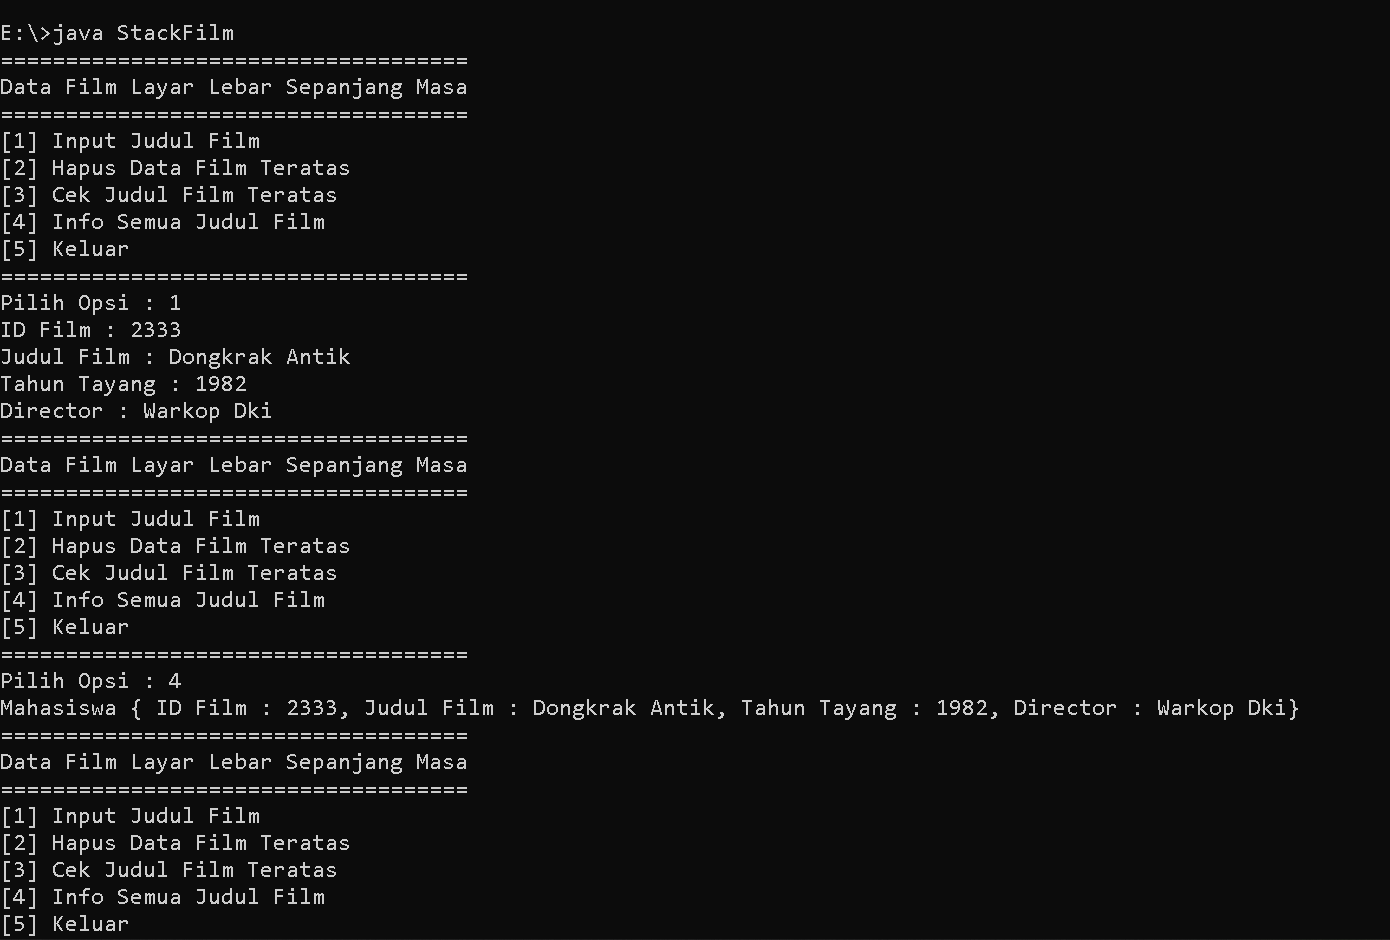 E:\>java StackFilm
====================================
Data Film Layar Lebar Sepanjang Masa
====================================
[1] Input Judul Film
[2] Hapus Data Film Teratas
[3] Cek Judul Film Teratas
[4] Info Semua Judul Film
[5] Keluar
====================================
Pilih Opsi : 1
ID Film : 2333
Judul Film : Dongkrak Antik
Tahun Tayang : 1982
Director : Warkop Dki
====================================
Data Film Layar Lebar Sepanjang Masa
====================================
[1] Input Judul Film
[2] Hapus Data Film Teratas
[3] Cek Judul Film Teratas
[4] Info Semua Judul Film
[5] Keluar
====================================
Pilih Opsi : 4
Mahasiswa { ID Film : 2333, Judul Film : Dongkrak Antik, Tahun Tayang : 1982, Director : Warkop Dki}
====================================
Data Film Layar Lebar Sepanjang Masa
====================================
[1] Input Judul Film
[2] Hapus Data Film Teratas
[3] Cek Judul Film Teratas
[4] Info Semua Judul Film
[5] Keluar